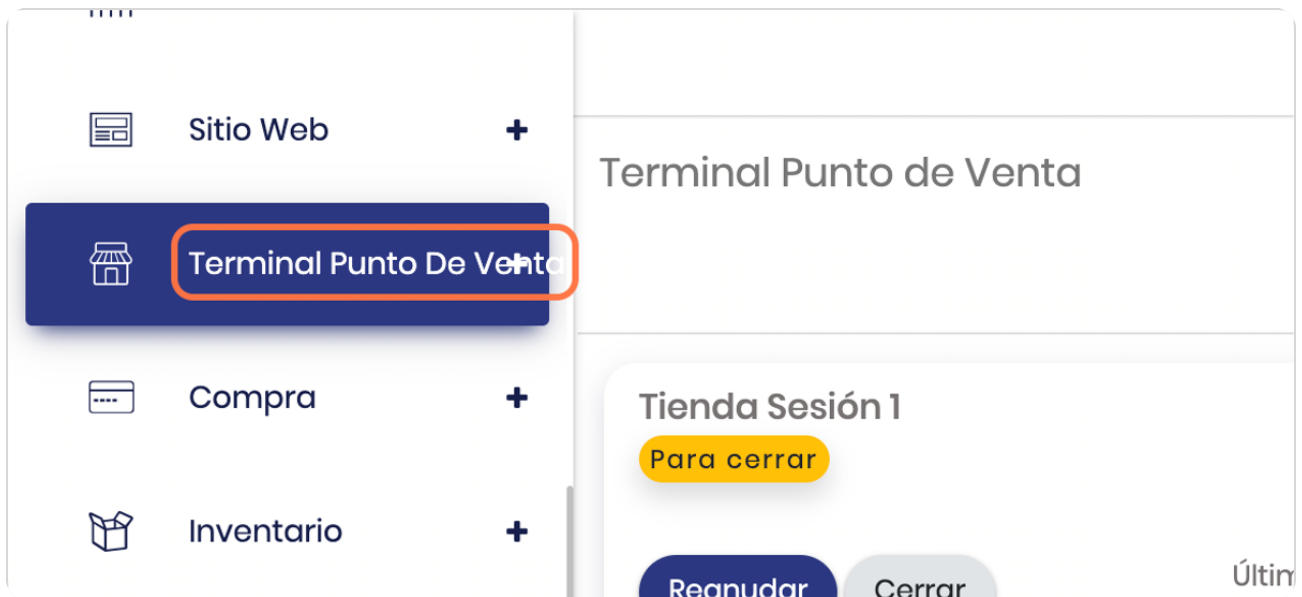 Sitio Web
Terminal Punto De Venta
Compra
Inventario
Terminal Punto de Venta
Tienda Sesión 1
Para cerrar
Reanudar
Cerrar